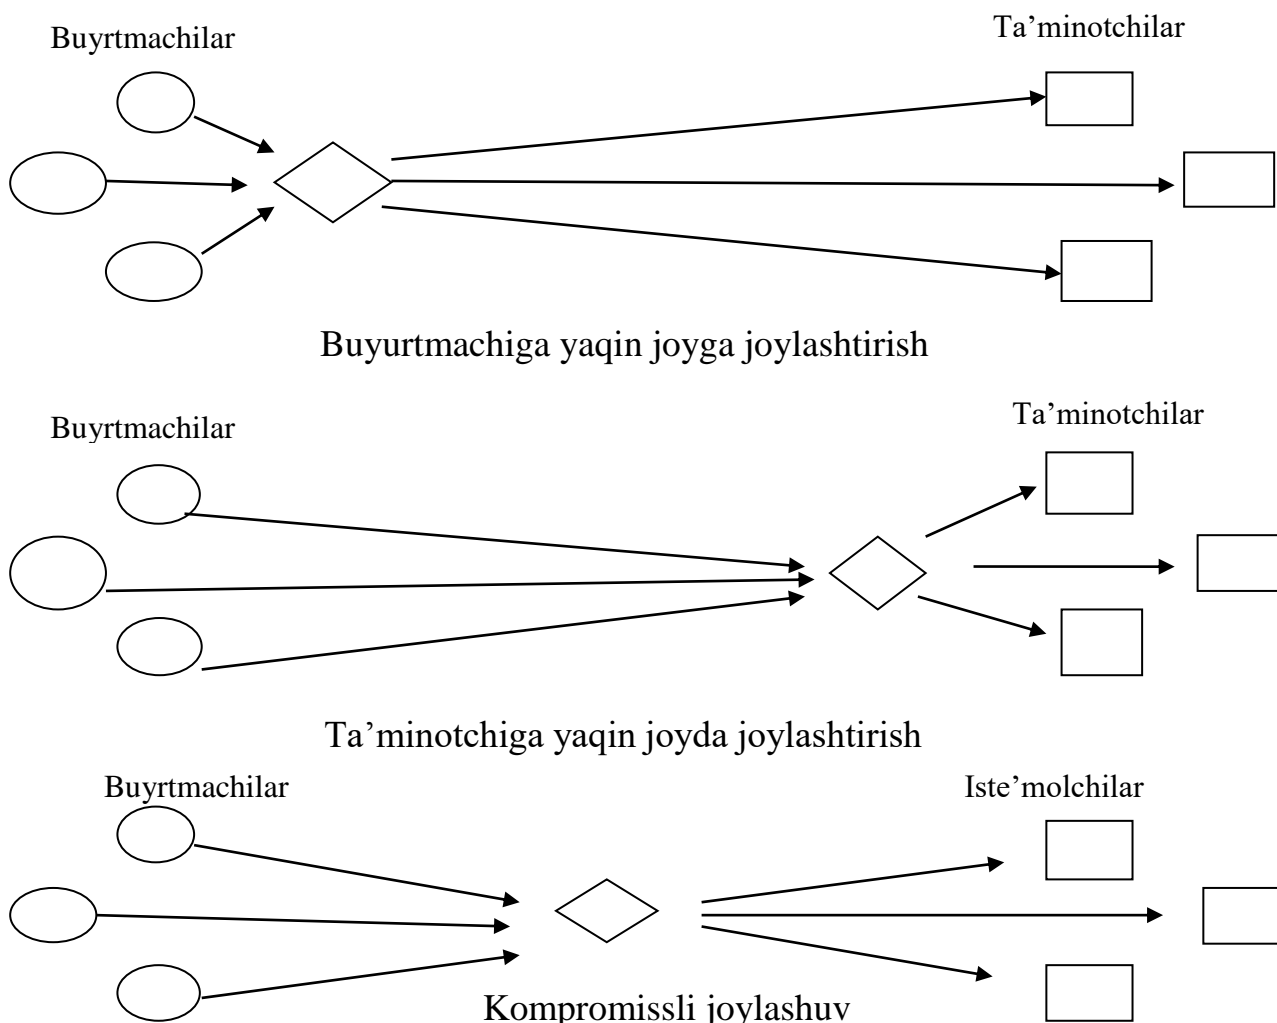 Buyrtmachilar
Ta’minotchilar
Buyurtmachiga yaqin joyga joylashtirish
Buyrtmachilar
Ta’minotchilar
Ta’minotchiga yaqin joyda joylashtirish
Buyrtmachilar
Iste’molchilar
Kompromissli joylashuv